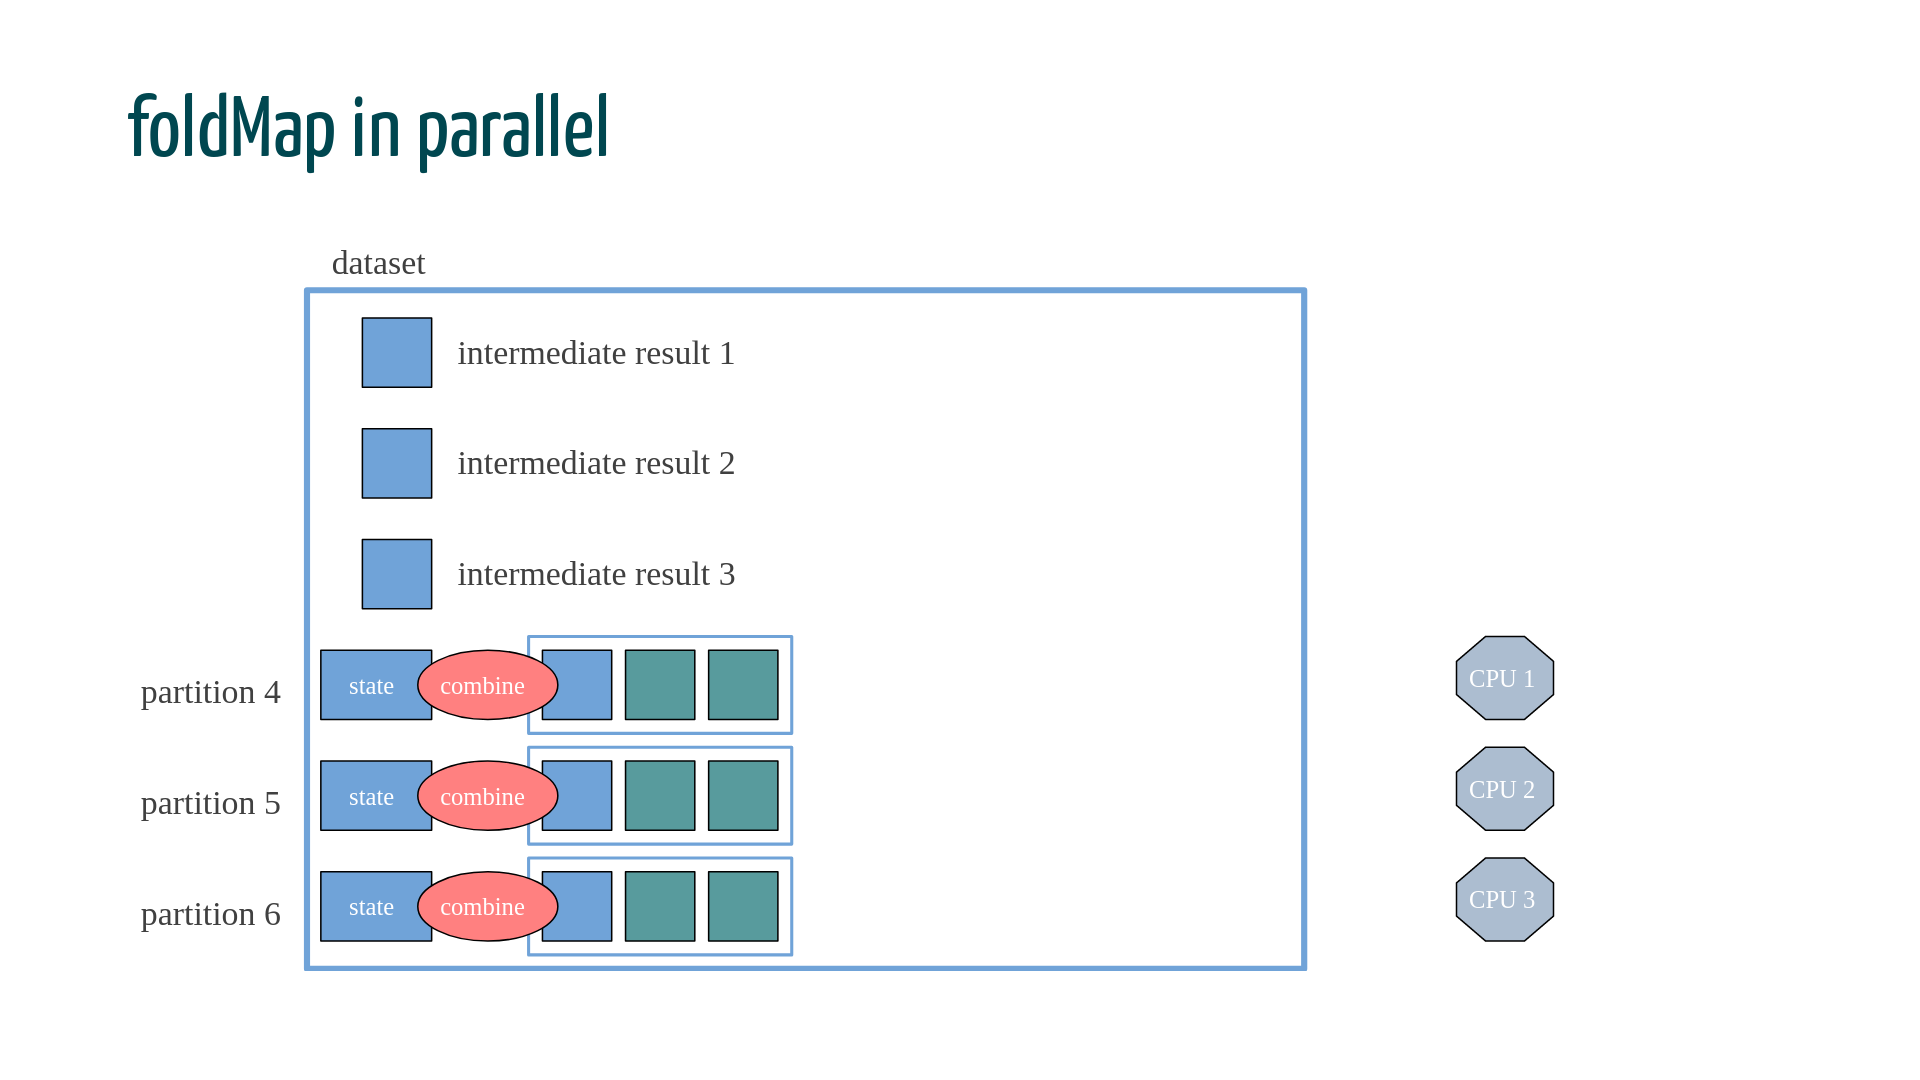 foldMap in parallel
dataset
intermediate result 1
intermediate result 2
intermediate result 3
partition 4
state
combine
CPU 1
partition 5
state
combine
CPU 2
partition 6
state
combine
CPU 3